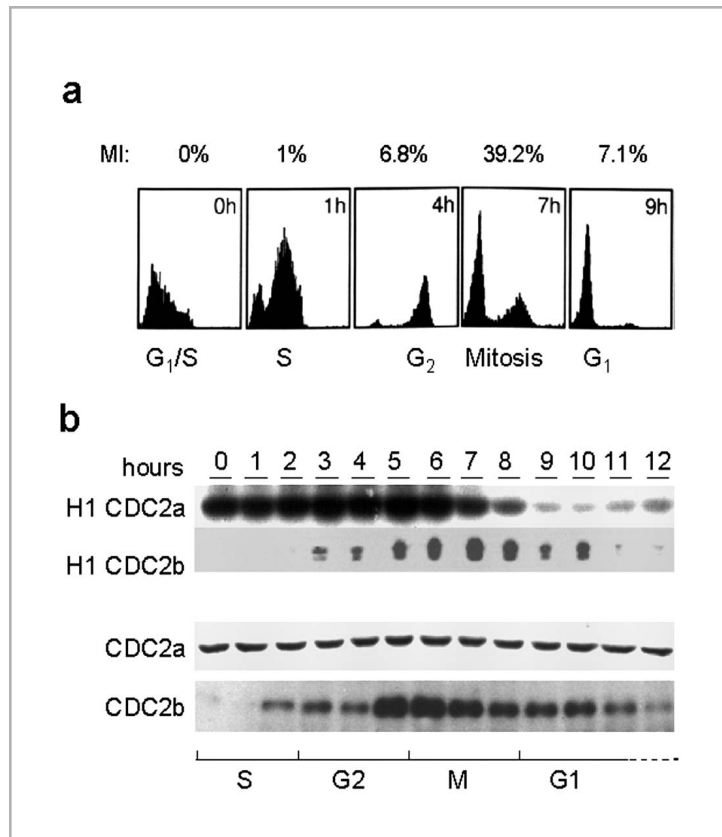 a
MI: 0% 1% 6.8% 39.2% 7.1%
0h 1h 4h 7h 9h
G₁/S S G₂ Mitosis G₁
b
hours 0 1 2 3 4 5 6 7 8 9 10 11 12
H1 CDC2a
H1 CDC2b
CDC2a
CDC2b
S G2 M G1